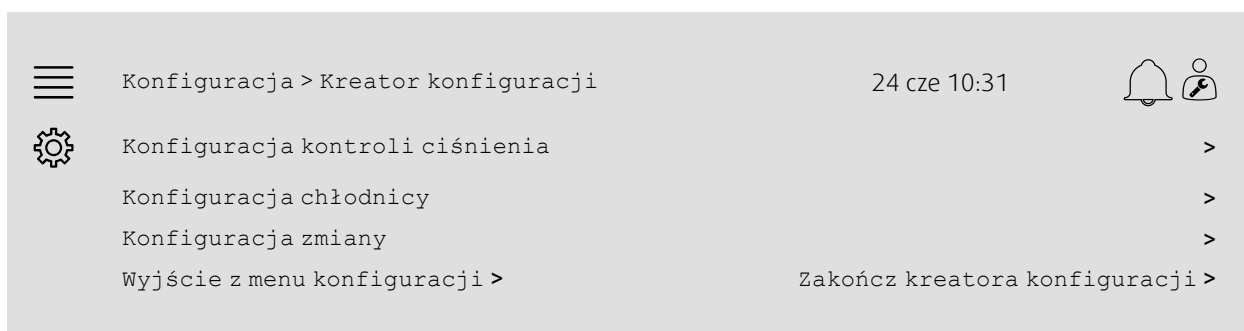 Konfiguracja > Kreator konfiguracji 24 cze 10:31
Konfiguracja kontroli ciśnienia >
Konfiguracja chłodnicy >
Konfiguracja zmiany >
Wyjście z menu konfiguracji > Zakończ kreatora konfiguracji >